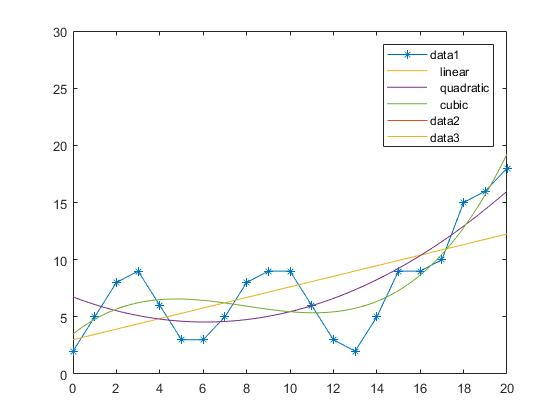 30
25
20
15
10
5
0
data1
linear
quadratic
cubic
data2
data3
0 2 4 6 8 10 12 14 16 18 20